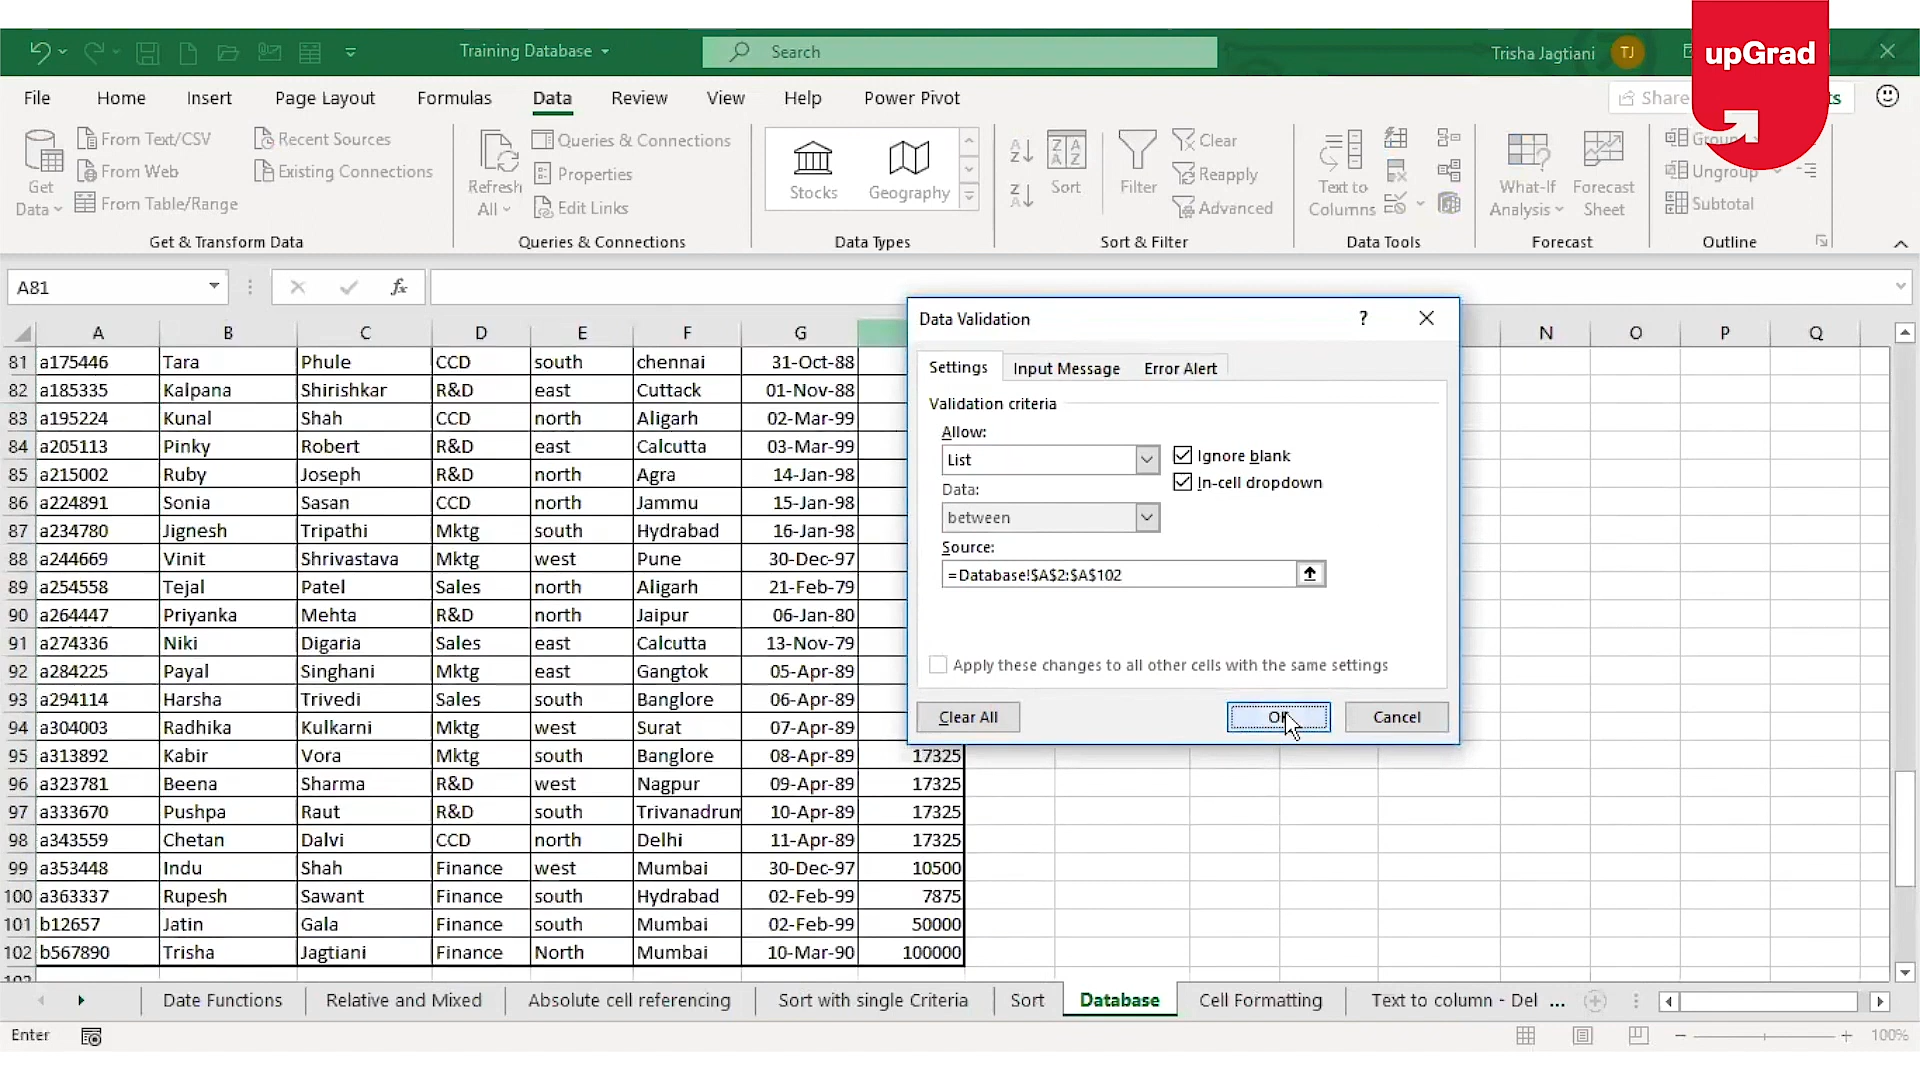 Training Database
Search
Trisha Jagtiani TJ
upGrad
File Home Insert Page Layout Formulas Data Review View Help Power Pivot
Share
Get Data
From Text/CSV
From Web
From Table/Range
Recent Sources
Existing Connections
Get & Transform Data
Refresh All
Queries & Connections
Properties
Edit Links
Queries & Connections
Stocks
Geography
Data Types
Sort
Filter
Clear
Reapply
Advanced
Sort & Filter
Text to Columns
Data Tools
What-If Analysis
Forecast Sheet
Forecast
Ungroup
Subtotal
Outline
A81
fx
A B C D E F G N O P Q
81 a175446 Tara Phule CCD south chennai 31-Oct-88
82 a185335 Kalpana Shirishkar R&D east Cuttack 01-Nov-88
83 a195224 Kunal Shah CCD north Aligarh 02-Mar-99
84 a205113 Pinky Robert R&D east Calcutta 03-Mar-99
85 a215002 Ruby Joseph R&D north Agra 14-Jan-98
86 a224891 Sonia Sasan CCD north Jammu 15-Jan-98
87 a234780 Jignesh Tripathi Mktg south Hydrabad 16-Jan-98
88 a244669 Vinit Shrivastava Mktg west Pune 30-Dec-97
89 a254558 Tejal Patel Sales north Aligarh 21-Feb-79
90 a264447 Priyanka Mehta R&D north Jaipur 06-Jan-80
91 a274336 Niki Digaria Sales east Calcutta 13-Nov-79
92 a284225 Payal Singhani Mktg east Gangtok 05-Apr-89
93 a294114 Harsha Trivedi Sales south Banglore 06-Apr-89
94 a304003 Radhika Kulkarni Mktg west Surat 07-Apr-89
95 a313892 Kabir Vora Mktg south Banglore 08-Apr-89 17325
96 a323781 Beena Sharma R&D west Nagpur 09-Apr-89 17325
97 a333670 Pushpa Raut R&D south Trivanadrum 10-Apr-89 17325
98 a343559 Chetan Dalvi CCD north Delhi 11-Apr-89 17325
99 a353448 Indu Shah Finance west Mumbai 30-Dec-97 10500
100 a363337 Rupesh Sawant Finance south Hydrabad 02-Feb-99 7875
101 b12657 Jatin Gala Finance south Mumbai 02-Feb-99 50000
102 b567890 Trisha Jagtiani Finance North Mumbai 10-Mar-90 100000
Data Validation ?
Settings Input Message Error Alert
Validation criteria
Allow:
List
Ignore blank
In-cell dropdown
Data:
between
Source:
=Database!$A$2:$A$102
Apply these changes to all other cells with the same settings
Clear All OK Cancel
Date Functions Relative and Mixed Absolute cell referencing Sort with single Criteria Sort Database Cell Formatting Text to column - Del ...
Enter
100%